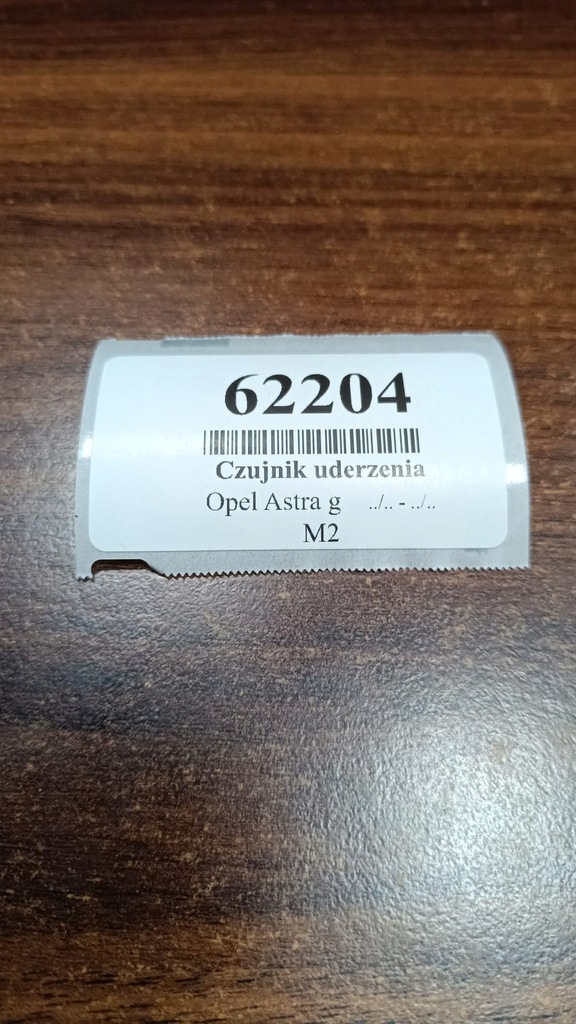 62204
Czujnik uderzenia
Opel Astra g ../.. - ../..
M2